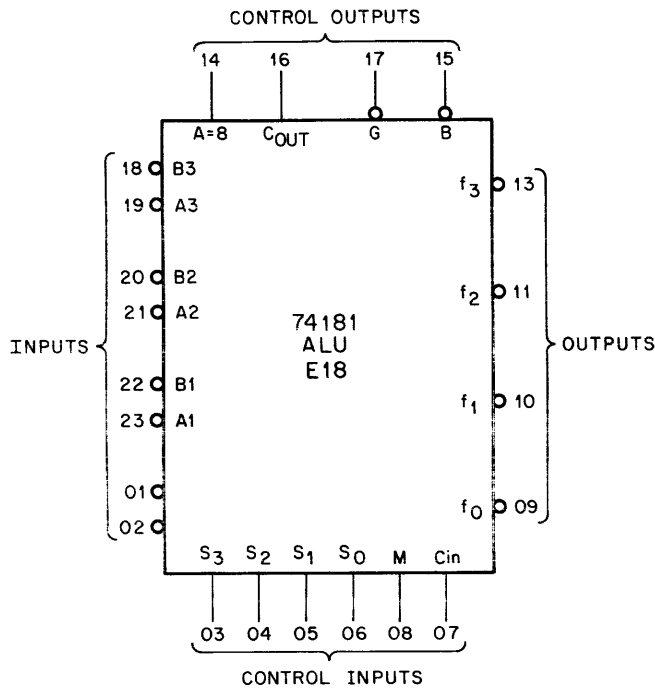 CONTROL OUTPUTS
14 16 17 15
A=8 COUT G B
18 B3
19 A3
20 B2
21 A2
22 B1
23 A1
01
02
INPUTS
74181
ALU
E18
f3 13
f2 11
f1 10
f0 09
OUTPUTS
S3 S2 S1 S0 M Cin
03 04 05 06 08 07
CONTROL INPUTS